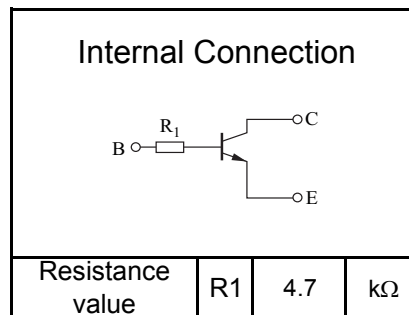 Internal Connection
R1
C
B
E
Resistance value
R1
4.7
kΩ